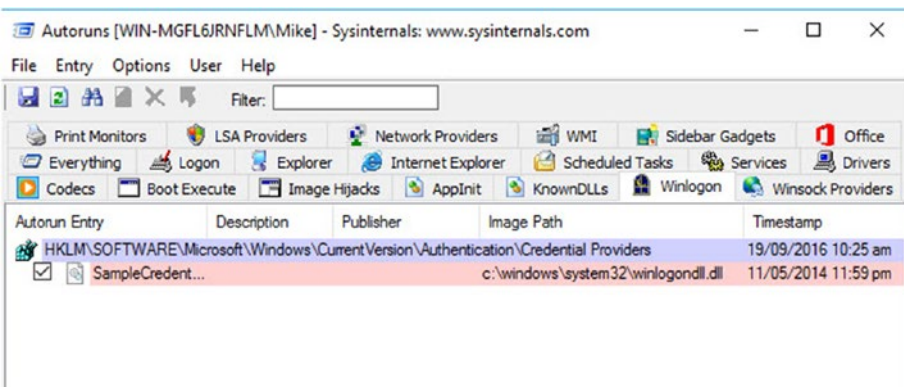 Autoruns [WIN-MGFL6JRNFLM\Mike] - Sysinternals: www.sysinternals.com
File Entry Options User Help
Filter:
Print Monitors LSA Providers Network Providers WMI Sidebar Gadgets Office
Everything Logon Explorer Internet Explorer Scheduled Tasks Services Drivers
Codecs Boot Execute Image Hijacks AppInit KnownDLLs Winlogon Winsock Providers
Autorun Entry Description Publisher Image Path Timestamp
HKLM\SOFTWARE\Microsoft\Windows\CurrentVersion\Authentication\Credential Providers 19/09/2016 10:25 am
SampleCredent... c:\windows\system32\winlogondll.dll 11/05/2014 11:59 pm